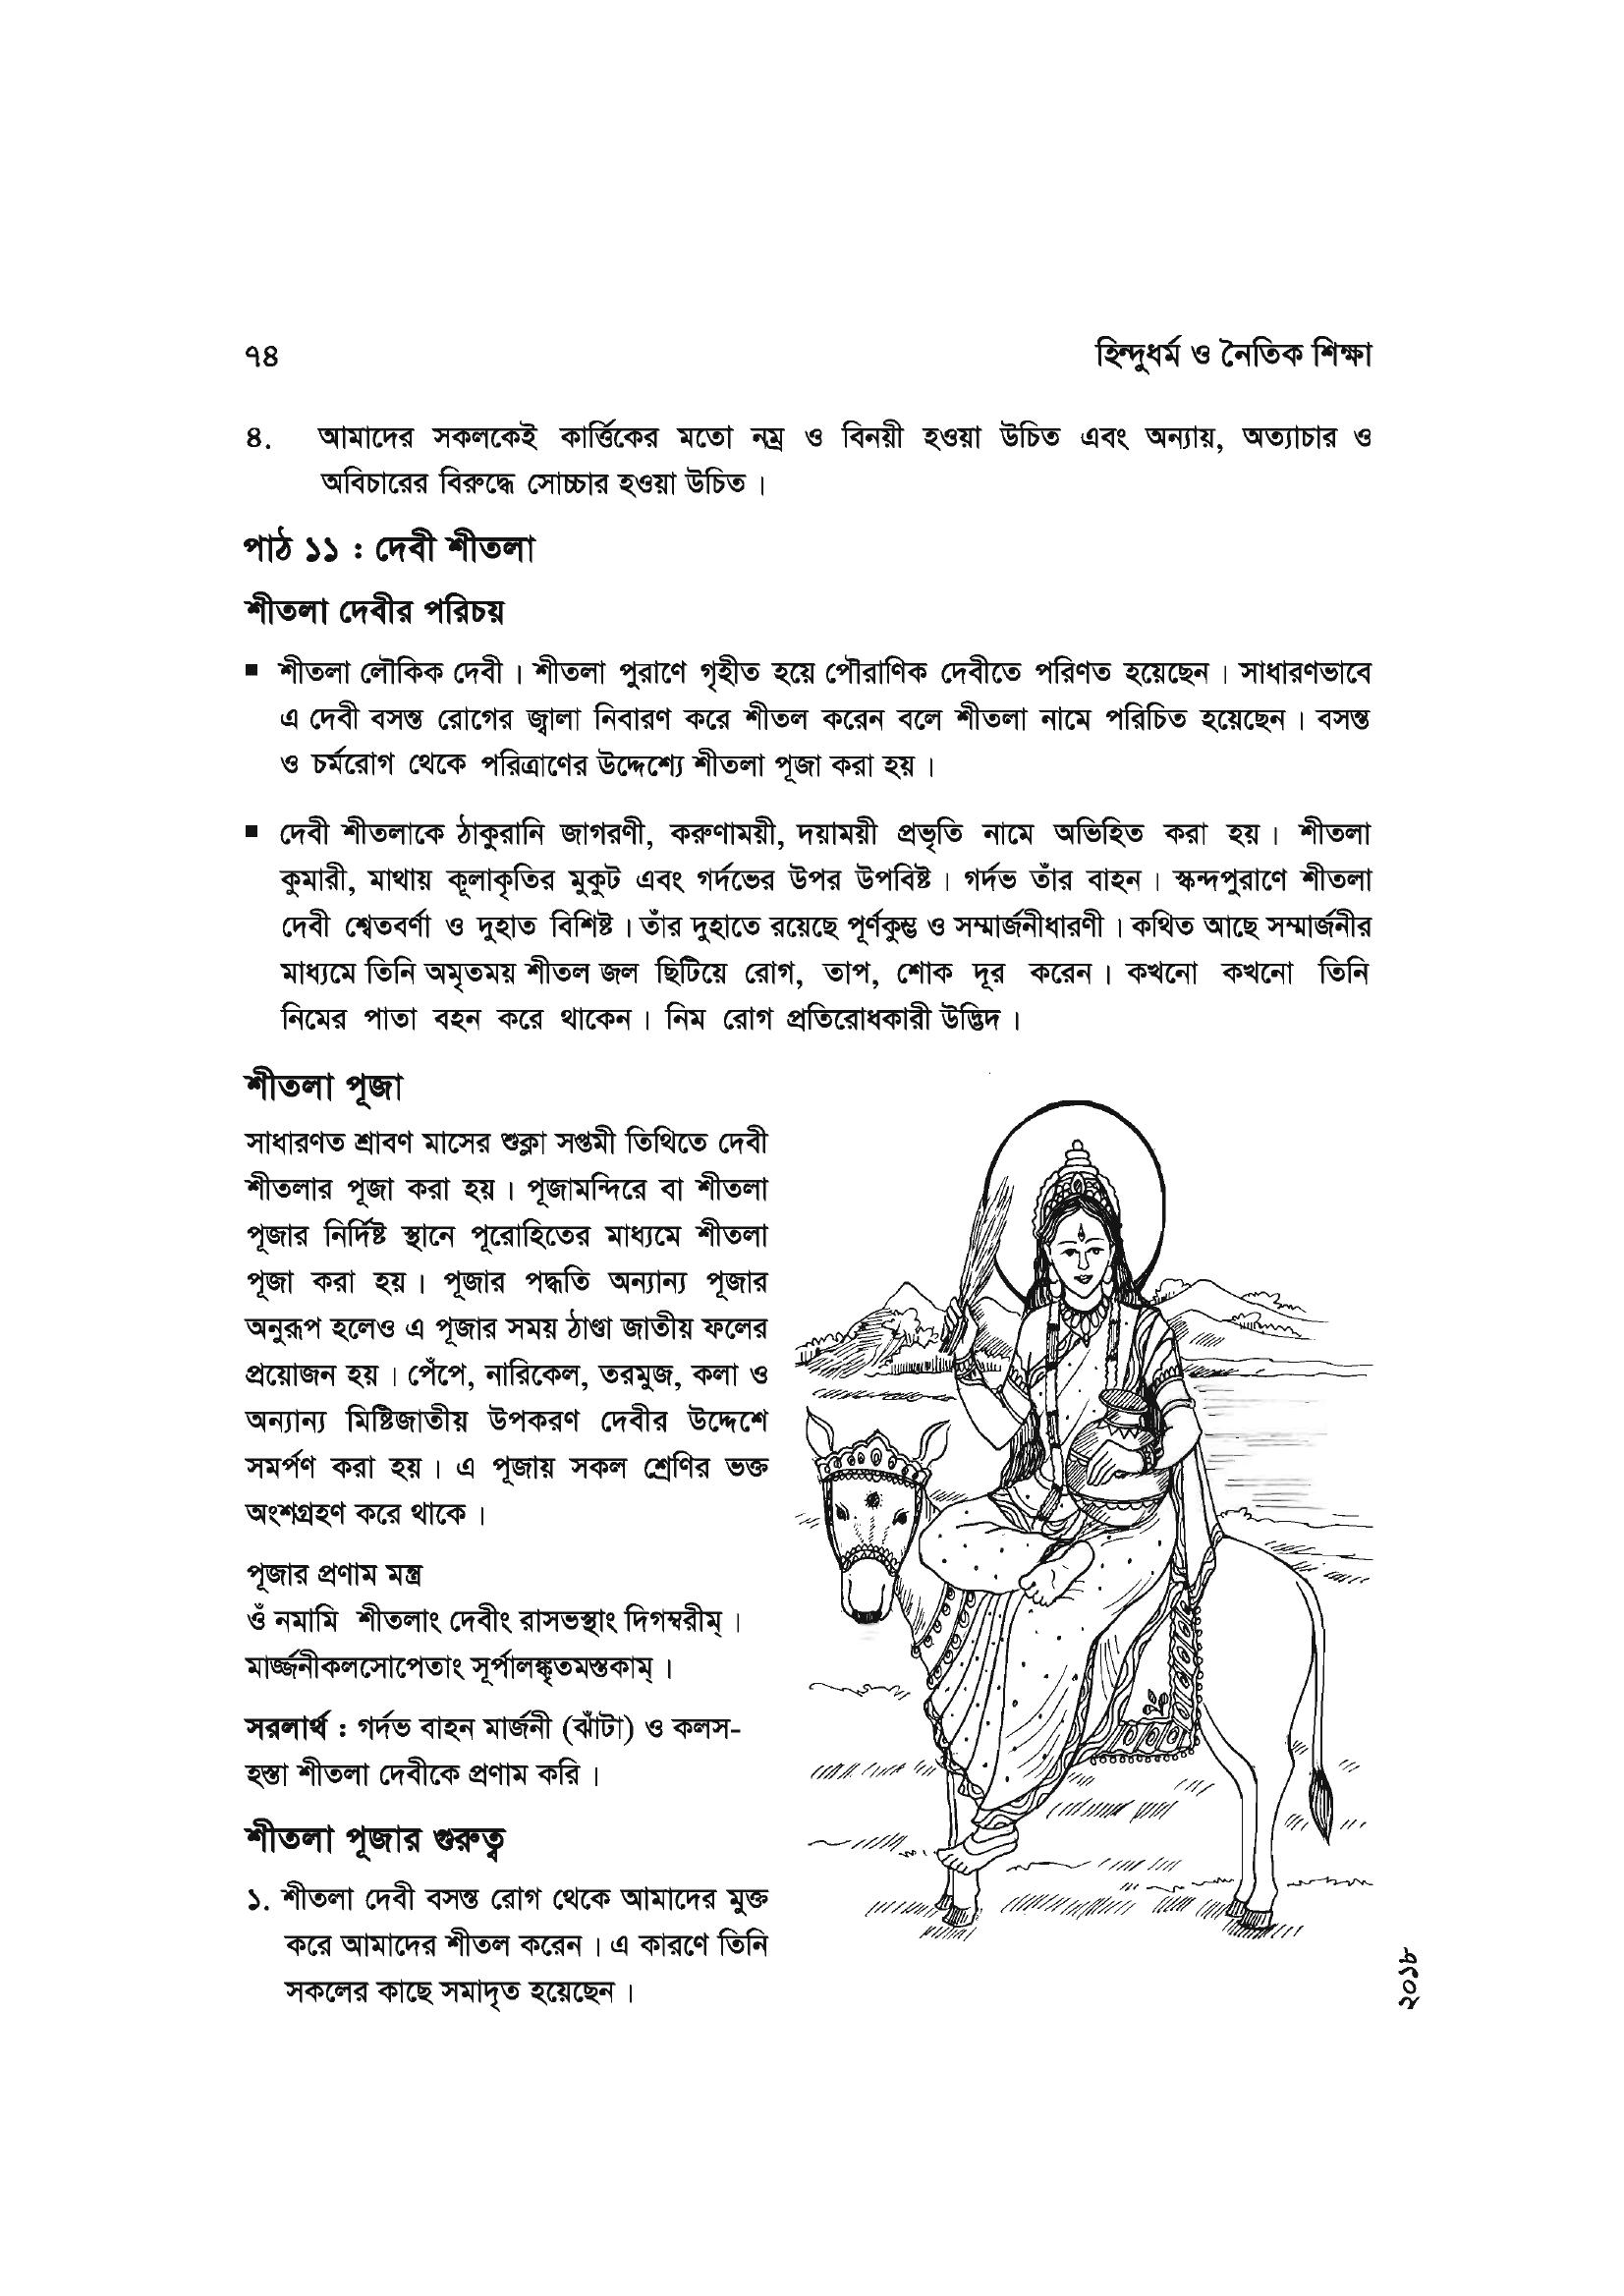 ৭৪
হিন্দুধর্ম ও নৈতিক শিক্ষা
৪. আমাদের সকলকেই কার্ত্তিকের মতো নম্র ও বিনয়ী হওয়া উচিত এবং অন্যায়, অত্যাচার ও
অবিচারের বিরুদ্ধে সোচ্চার হওয়া উচিত।
পাঠ ১১ : দেবী শীতলা
শীতলা দেবীর পরিচয়
▪ শীতলা লৌকিক দেবী। শীতলা পুরাণে গৃহীত হয়ে পৌরাণিক দেবীতে পরিণত হয়েছেন। সাধারণভাবে
এ দেবী বসন্ত রোগের জ্বালা নিবারণ করে শীতল করেন বলে শীতলা নামে পরিচিত হয়েছেন। বসন্ত
ও চর্মরোগ থেকে পরিত্রাণের উদ্দেশ্যে শীতলা পূজা করা হয়।
▪ দেবী শীতলাকে ঠাকুরানি জাগরণী, করুণাময়ী, দয়াময়ী প্রভৃতি নামে অভিহিত করা হয়। শীতলা
কুমারী, মাথায় কূলাকৃতির মুকুট এবং গর্দভের উপর উপবিষ্ট। গর্দভ তাঁর বাহন। স্কন্দপুরাণে শীতলা
দেবী শ্বেতবর্ণা ও দুহাত বিশিষ্ট। তাঁর দুহাতে রয়েছে পূর্ণকুম্ভ ও সম্মার্জনীধারণী। কথিত আছে সম্মার্জনীর
মাধ্যমে তিনি অমৃতময় শীতল জল ছিটিয়ে রোগ, তাপ, শোক দূর করেন। কখনো কখনো তিনি
নিমের পাতা বহন করে থাকেন। নিম রোগ প্রতিরোধকারী উদ্ভিদ।
শীতলা পূজা
সাধারণত শ্রাবণ মাসের শুক্লা সপ্তমী তিথিতে দেবী
শীতলার পূজা করা হয়। পূজামন্দিরে বা শীতলা
পূজার নির্দিষ্ট স্থানে পূরোহিতের মাধ্যমে শীতলা
পূজা করা হয়। পূজার পদ্ধতি অন্যান্য পূজার
অনুরূপ হলেও এ পূজার সময় ঠাণ্ডা জাতীয় ফলের
প্রয়োজন হয়। পেঁপে, নারিকেল, তরমুজ, কলা ও
অন্যান্য মিষ্টিজাতীয় উপকরণ দেবীর উদ্দেশে
সমর্পণ করা হয়। এ পূজায় সকল শ্রেণির ভক্ত
অংশগ্রহণ করে থাকে।
পূজার প্রণাম মন্ত্র
ওঁ নমামি শীতলাং দেবীং রাসভস্থাং দিগম্বরীম্।
মার্জ্জনীকলসোপেতাং সূর্পালঙ্কৃতমস্তকাম্।
সরলার্থ : গর্দভ বাহন মার্জনী (ঝাঁটা) ও কলস-
হস্তা শীতলা দেবীকে প্রণাম করি।
শীতলা পূজার গুরুত্ব
১. শীতলা দেবী বসন্ত রোগ থেকে আমাদের মুক্ত
করে আমাদের শীতল করেন। এ কারণে তিনি
সকলের কাছে সমাদৃত হয়েছেন।
২০১৮